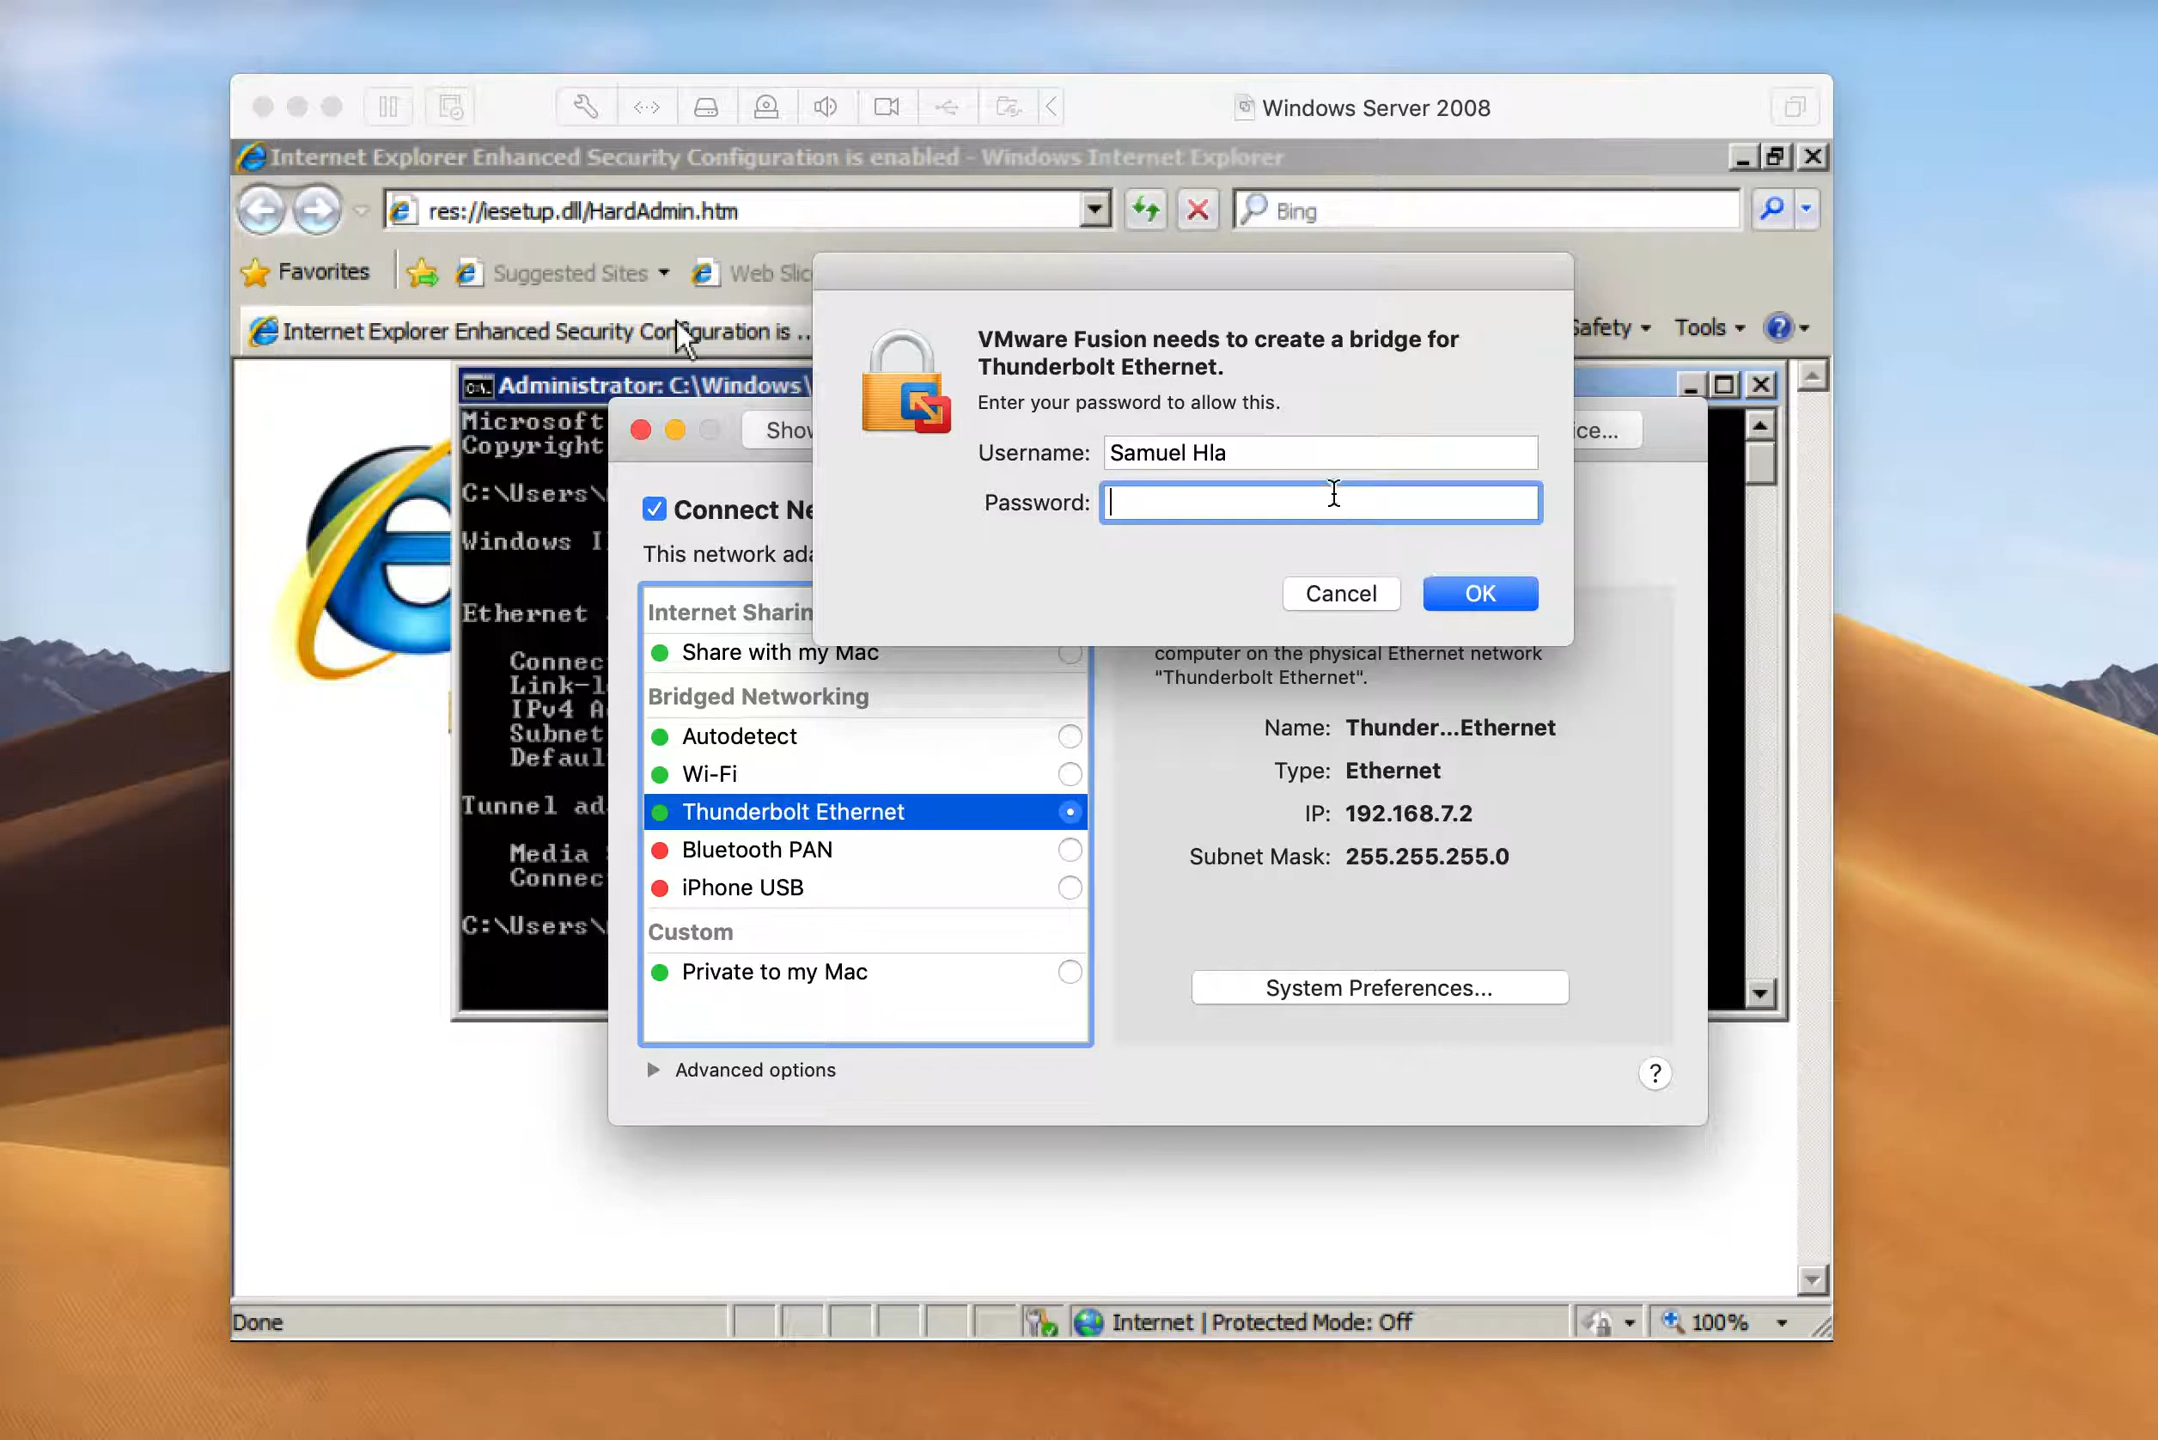 Windows Server 2008
Internet Explorer Enhanced Security Configuration is enabled - Windows Internet Explorer
res://iesetup.dll/HardAdmin.htm
Bing
Favorites
Suggested Sites
Web Slic
Internet Explorer Enhanced Security Configuration is ...
Safety
Tools
VMware Fusion needs to create a bridge for
Thunderbolt Ethernet.
Enter your password to allow this.
Username: Samuel Hla
Password:
Cancel
OK
Administrator: C:\Windows\
Microsoft
Copyright
C:\Users\
Windows I
Ethernet
Connec
Link-l
IPv4 A
Subnet
Defaul
Tunnel ad
Media
Connec
C:\Users\
Show
ice...
Connect Ne
This network ada
Internet Sharin
Share with my Mac
Bridged Networking
Autodetect
Wi-Fi
Thunderbolt Ethernet
Bluetooth PAN
iPhone USB
Custom
Private to my Mac
Advanced options
computer on the physical Ethernet network
"Thunderbolt Ethernet".
Name: Thunder...Ethernet
Type: Ethernet
IP: 192.168.7.2
Subnet Mask: 255.255.255.0
System Preferences...
?
Done
Internet | Protected Mode: Off
100%